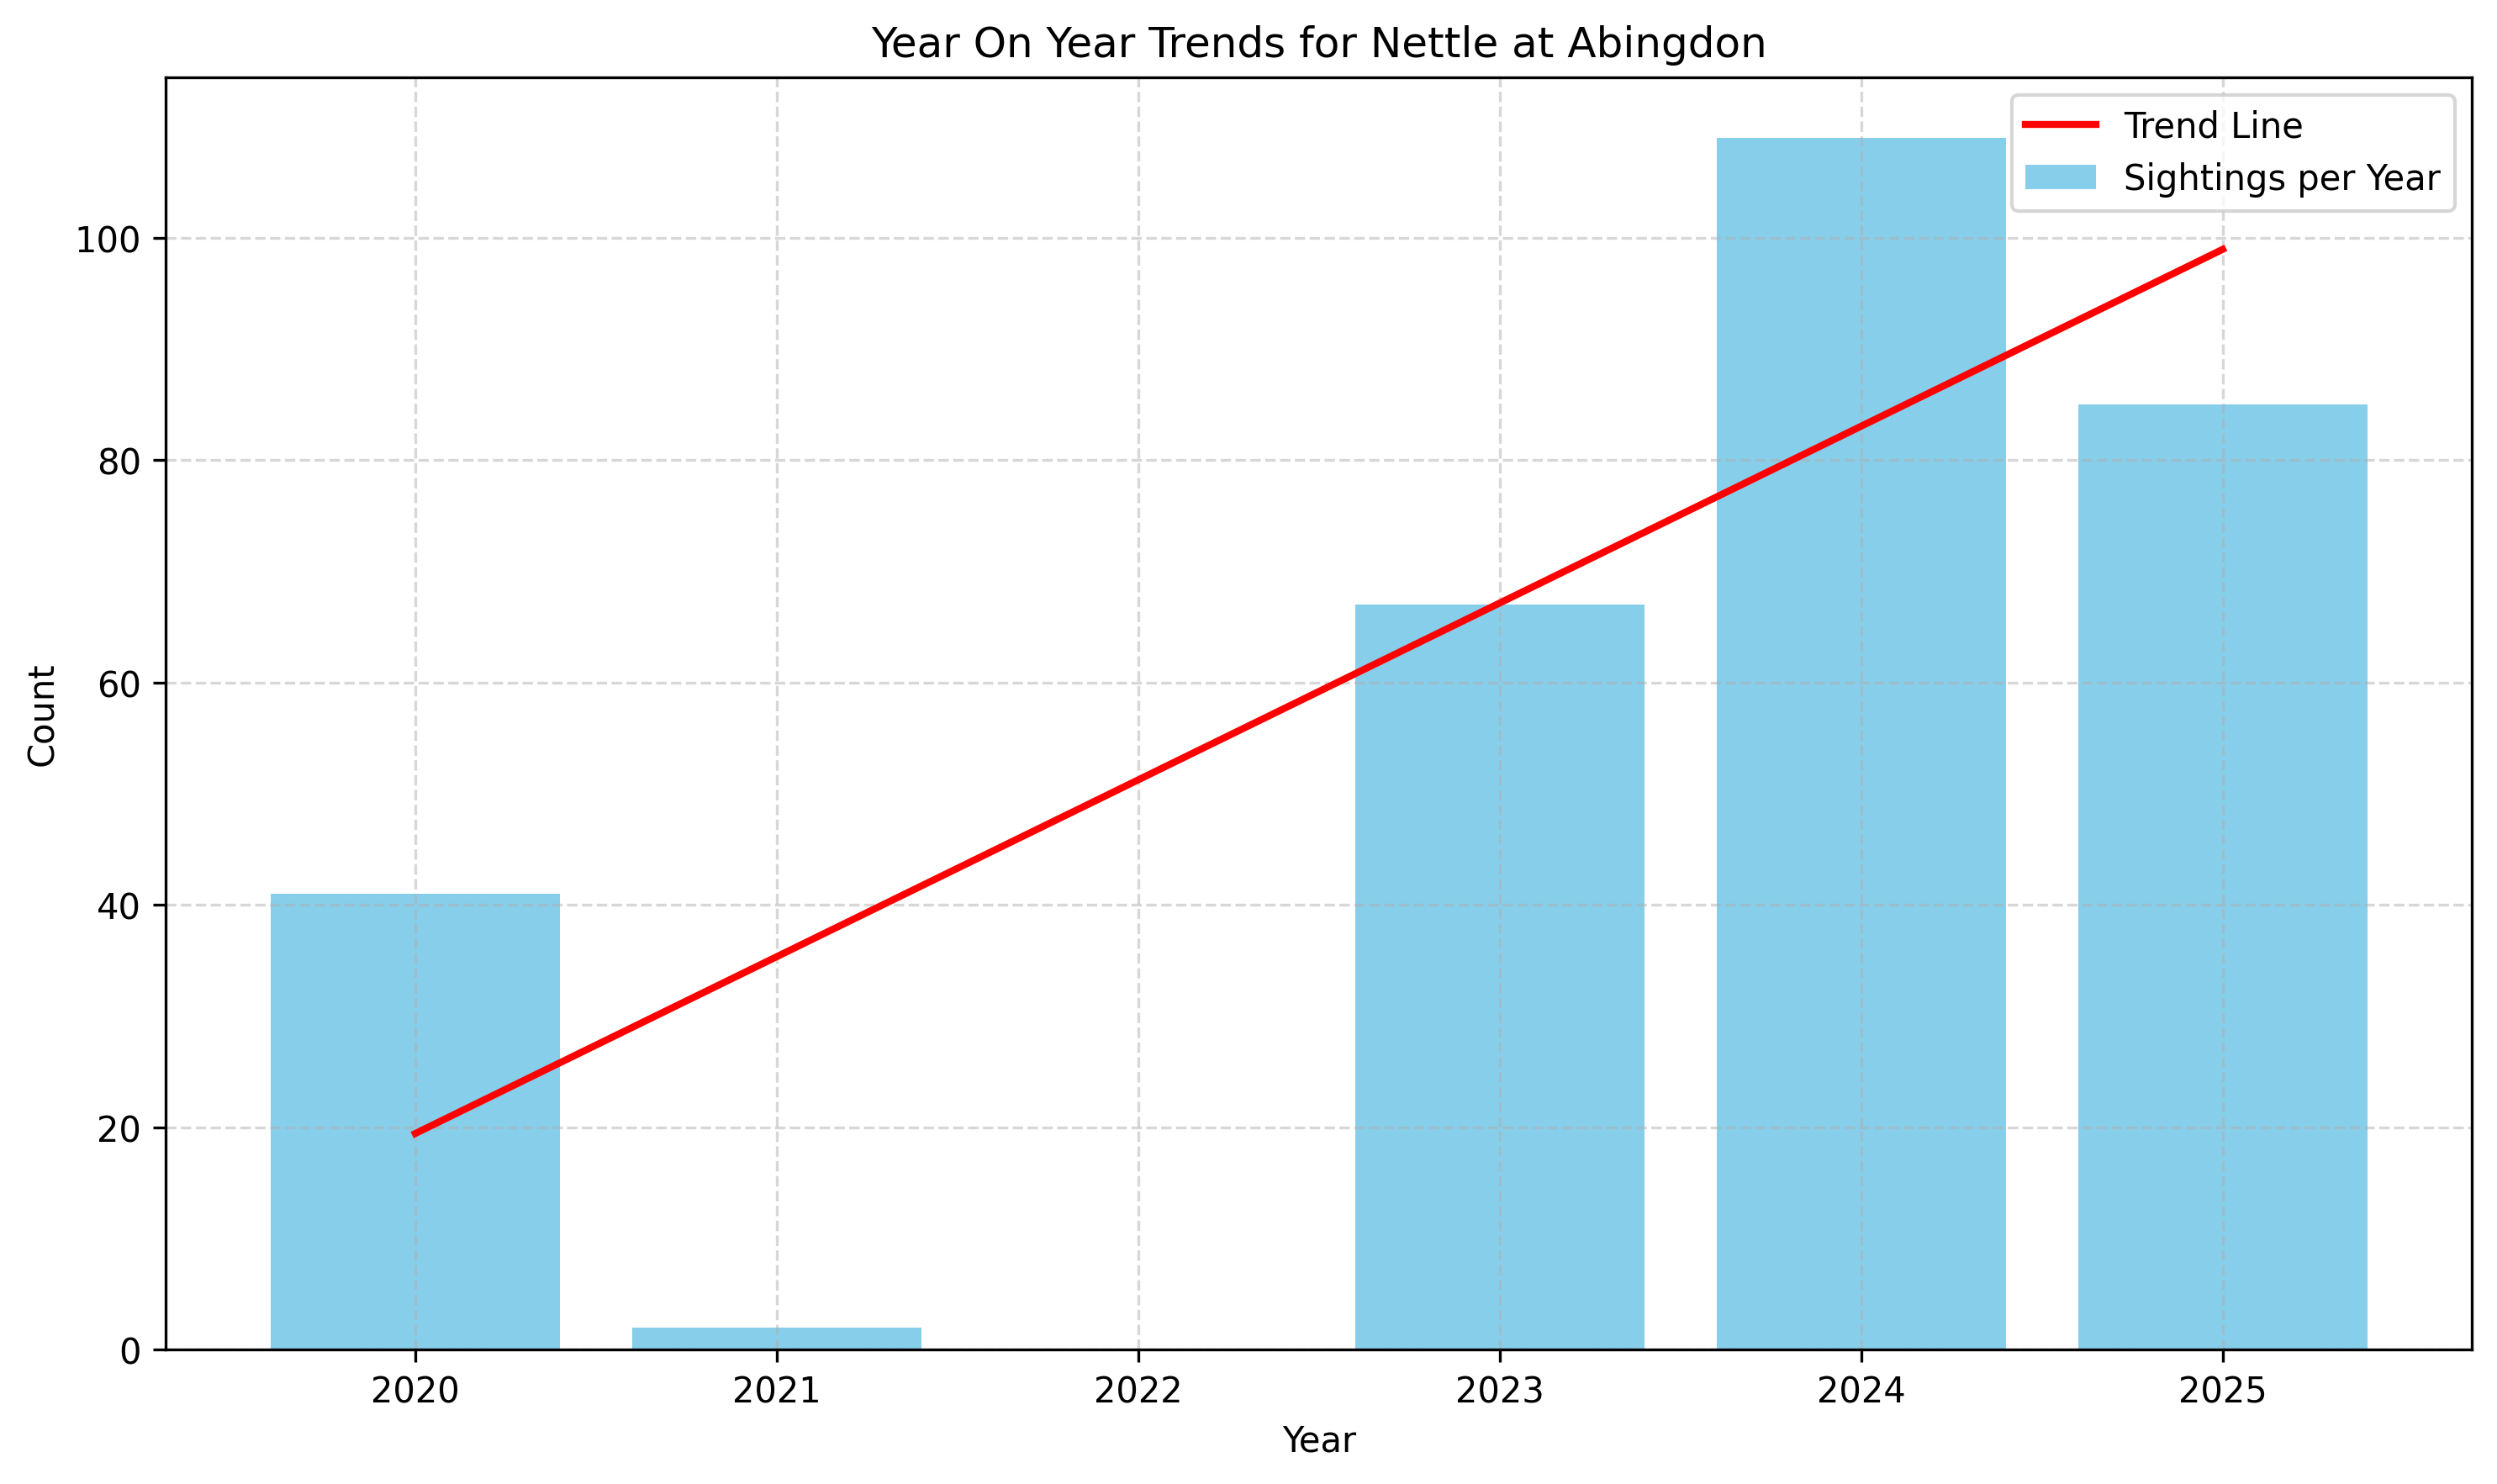 Year On Year Trends for Nettle at Abingdon
Trend Line
Sightings per Year
100
80
60
40
20
0
Count
2020 2021 2022 2023 2024 2025
Year